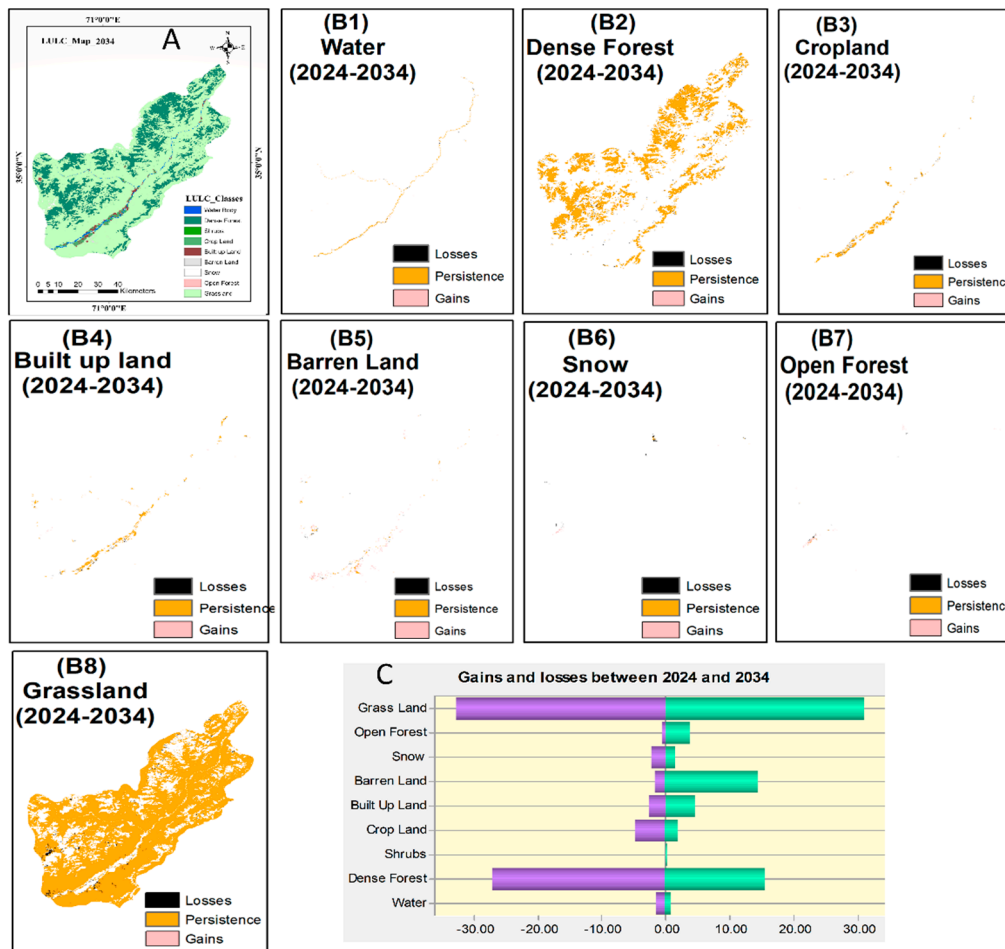 71°0'0"E
LULC Map 2034
A
N
W
E
S
35°0'0"N
35°0'0"N
LULC_Classes
Water Body
Dense Forest
Shrubs
Crop Land
Built up Land
Barren Land
Snow
Open Forest
Grassland
0 5 10 20 30 40
Kilometers
71°0'0"E
(B1)
Water
(2024-2034)
Losses
Persistence
Gains
(B2)
Dense Forest
(2024-2034)
Losses
Persistence
Gains
(B3)
Cropland
(2024-2034)
Losses
Persistence
Gains
(B4)
Built up land
(2024-2034)
Losses
Persistence
Gains
(B5)
Barren Land
(2024-2034)
Losses
Persistence
Gains
(B6)
Snow
(2024-2034)
Losses
Persistence
Gains
(B7)
Open Forest
(2024-2034)
Losses
Persistenc
Gains
(B8)
Grassland
(2024-2034)
Losses
Persistence
Gains
C
Gains and losses between 2024 and 2034
Grass Land
Open Forest
Snow
Barren Land
Built Up Land
Crop Land
Shrubs
Dense Forest
Water
-30.00 -20.00 -10.00 0.00 10.00 20.00 30.00